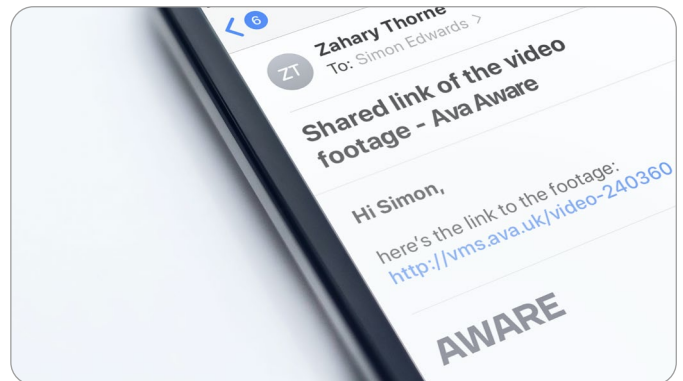 6
ZT
Zahary Thorne
To: Simon Edwards >
Shared link of the video
footage - Ava Aware
Hi Simon,
here's the link to the footage:
http://vms.ava.uk/video-240360
AWARE